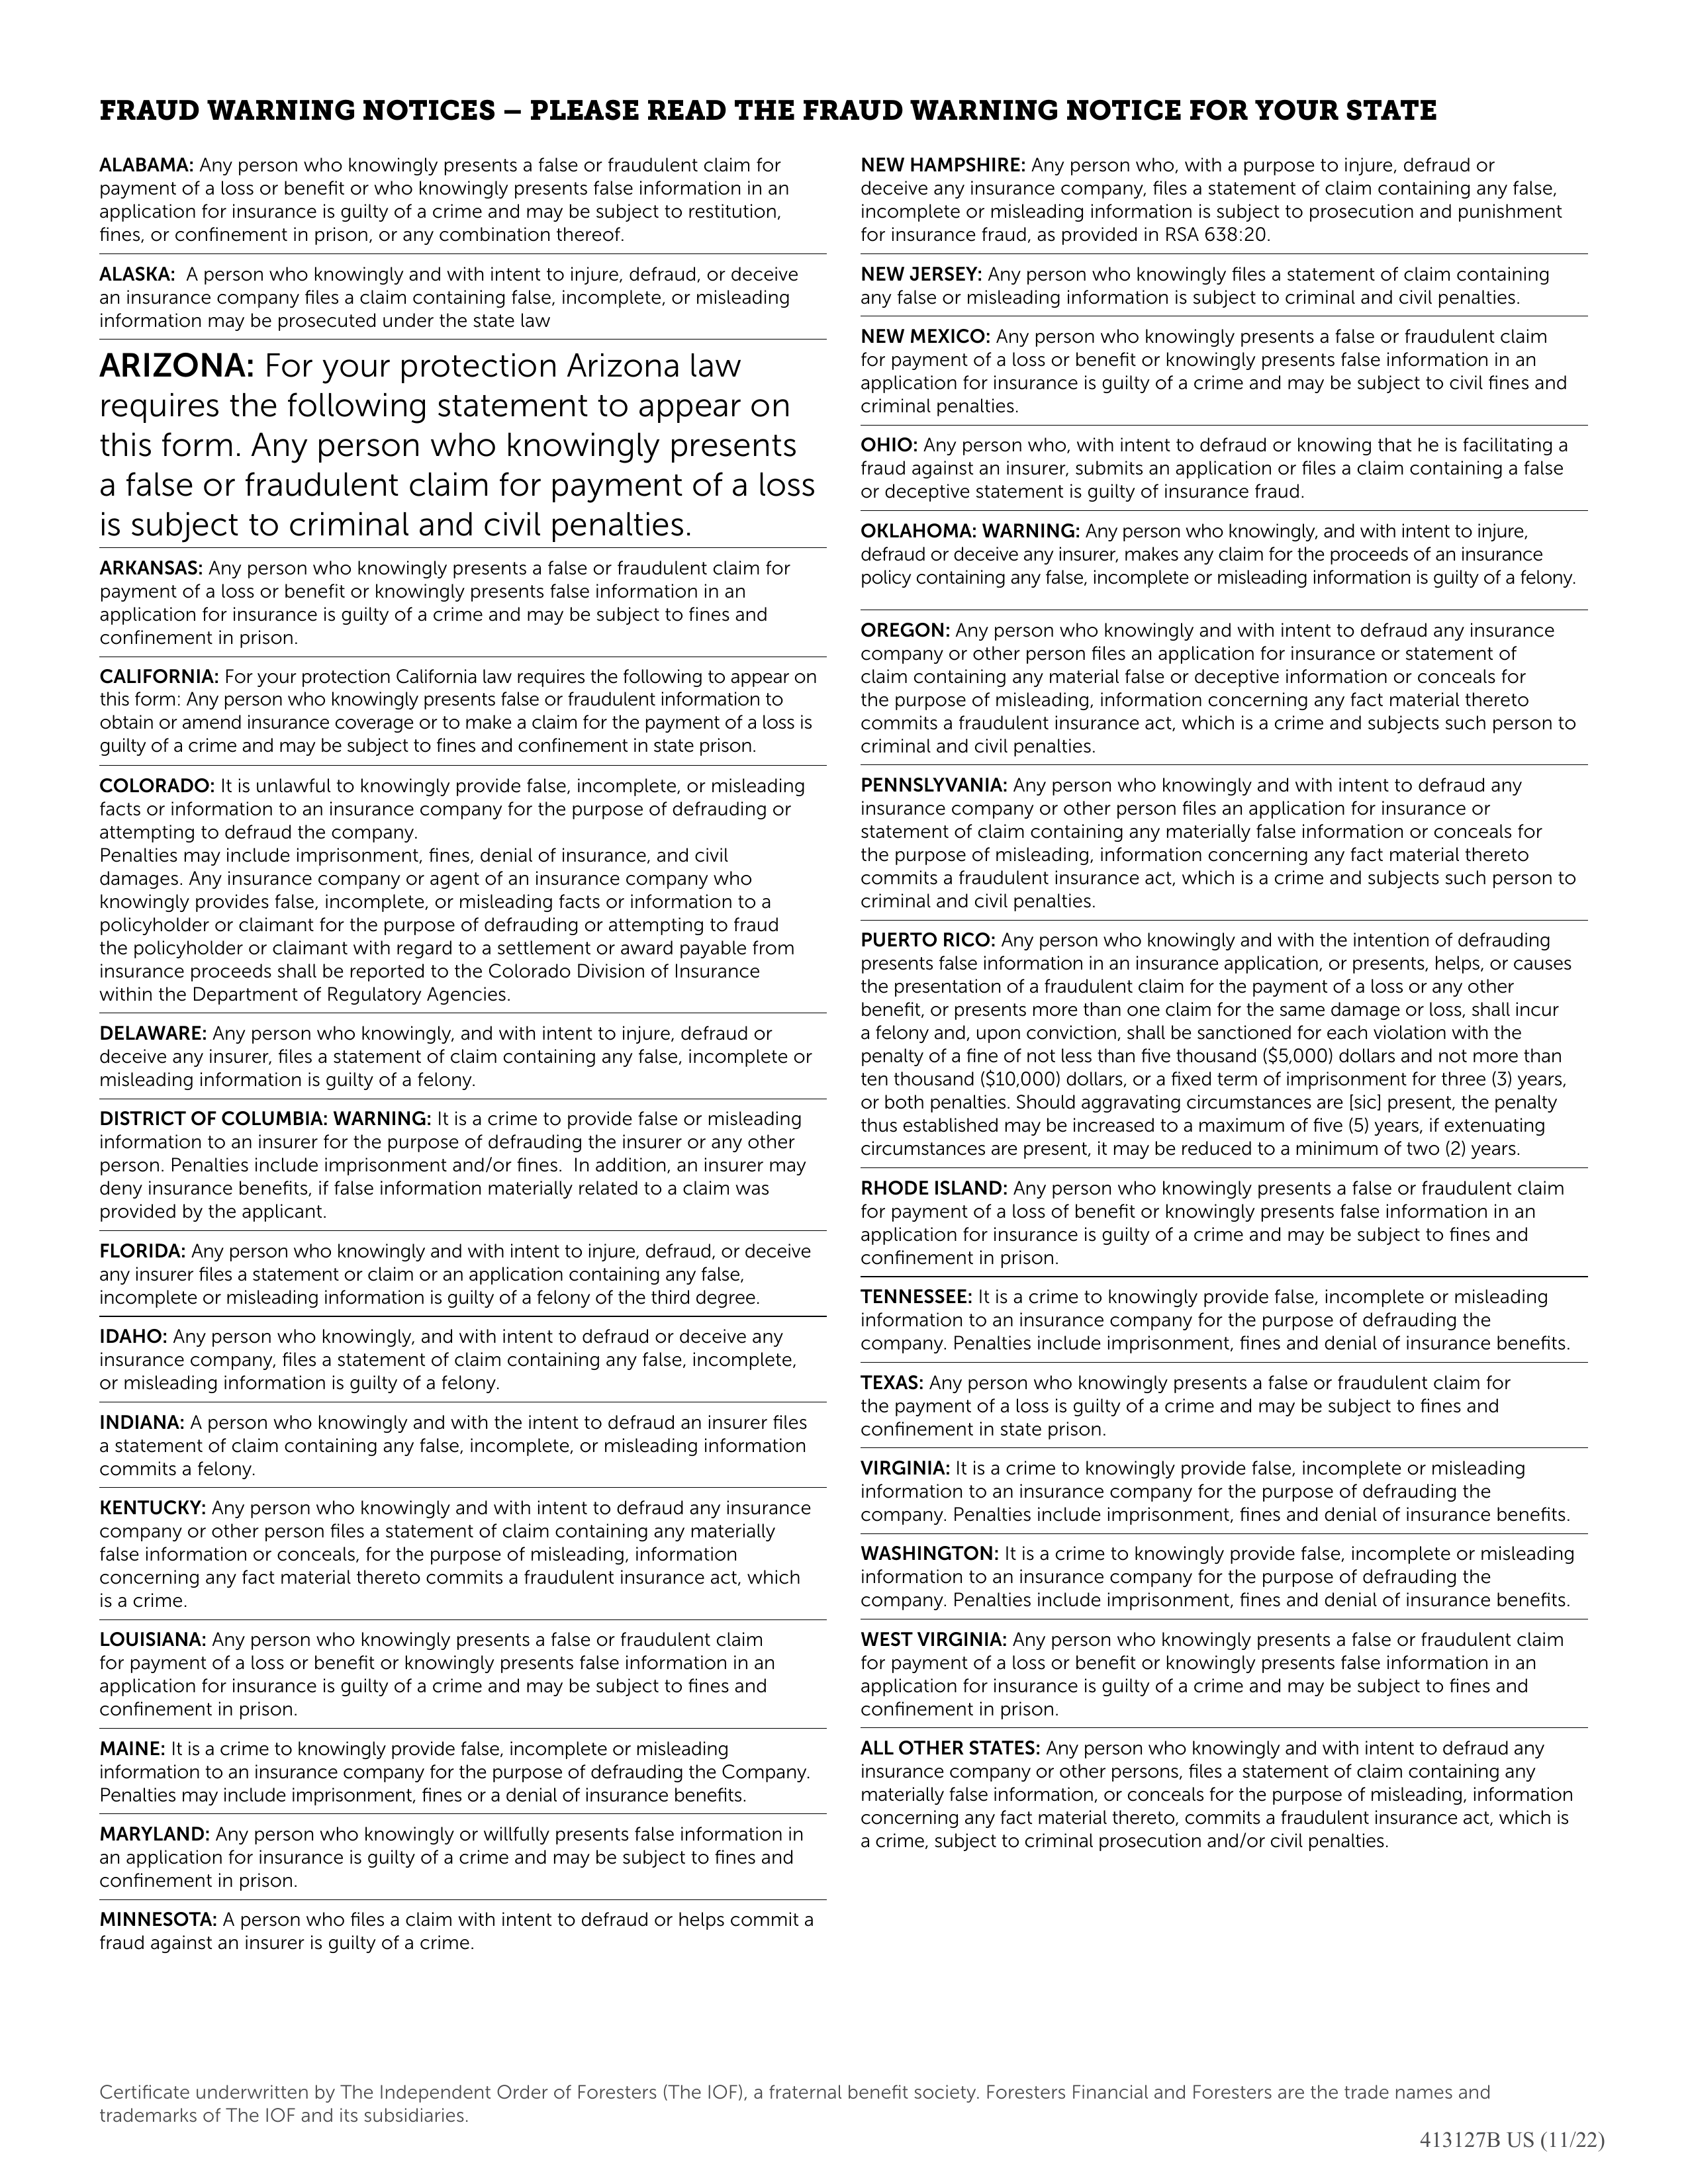 FRAUD WARNING NOTICES – PLEASE READ THE FRAUD WARNING NOTICE FOR YOUR STATE
ALABAMA: Any person who knowingly presents a false or fraudulent claim for
payment of a loss or benefit or who knowingly presents false information in an
application for insurance is guilty of a crime and may be subject to restitution,
fines, or confinement in prison, or any combination thereof.
ALASKA: A person who knowingly and with intent to injure, defraud, or deceive
an insurance company files a claim containing false, incomplete, or misleading
information may be prosecuted under the state law
ARIZONA: For your protection Arizona law
requires the following statement to appear on
this form. Any person who knowingly presents
a false or fraudulent claim for payment of a loss
is subject to criminal and civil penalties.
ARKANSAS: Any person who knowingly presents a false or fraudulent claim for
payment of a loss or benefit or knowingly presents false information in an
application for insurance is guilty of a crime and may be subject to fines and
confinement in prison.
CALIFORNIA: For your protection California law requires the following to appear on
this form: Any person who knowingly presents false or fraudulent information to
obtain or amend insurance coverage or to make a claim for the payment of a loss is
guilty of a crime and may be subject to fines and confinement in state prison.
COLORADO: It is unlawful to knowingly provide false, incomplete, or misleading
facts or information to an insurance company for the purpose of defrauding or
attempting to defraud the company.
Penalties may include imprisonment, fines, denial of insurance, and civil
damages. Any insurance company or agent of an insurance company who
knowingly provides false, incomplete, or misleading facts or information to a
policyholder or claimant for the purpose of defrauding or attempting to fraud
the policyholder or claimant with regard to a settlement or award payable from
insurance proceeds shall be reported to the Colorado Division of Insurance
within the Department of Regulatory Agencies.
DELAWARE: Any person who knowingly, and with intent to injure, defraud or
deceive any insurer, files a statement of claim containing any false, incomplete or
misleading information is guilty of a felony.
DISTRICT OF COLUMBIA: WARNING: It is a crime to provide false or misleading
information to an insurer for the purpose of defrauding the insurer or any other
person. Penalties include imprisonment and/or fines. In addition, an insurer may
deny insurance benefits, if false information materially related to a claim was
provided by the applicant.
FLORIDA: Any person who knowingly and with intent to injure, defraud, or deceive
any insurer files a statement or claim or an application containing any false,
incomplete or misleading information is guilty of a felony of the third degree.
IDAHO: Any person who knowingly, and with intent to defraud or deceive any
insurance company, files a statement of claim containing any false, incomplete,
or misleading information is guilty of a felony.
INDIANA: A person who knowingly and with the intent to defraud an insurer files
a statement of claim containing any false, incomplete, or misleading information
commits a felony.
KENTUCKY: Any person who knowingly and with intent to defraud any insurance
company or other person files a statement of claim containing any materially
false information or conceals, for the purpose of misleading, information
concerning any fact material thereto commits a fraudulent insurance act, which
is a crime.
LOUISIANA: Any person who knowingly presents a false or fraudulent claim
for payment of a loss or benefit or knowingly presents false information in an
application for insurance is guilty of a crime and may be subject to fines and
confinement in prison.
MAINE: It is a crime to knowingly provide false, incomplete or misleading
information to an insurance company for the purpose of defrauding the Company.
Penalties may include imprisonment, fines or a denial of insurance benefits.
MARYLAND: Any person who knowingly or willfully presents false information in
an application for insurance is guilty of a crime and may be subject to fines and
confinement in prison.
MINNESOTA: A person who files a claim with intent to defraud or helps commit a
fraud against an insurer is guilty of a crime.
NEW HAMPSHIRE: Any person who, with a purpose to injure, defraud or
deceive any insurance company, files a statement of claim containing any false,
incomplete or misleading information is subject to prosecution and punishment
for insurance fraud, as provided in RSA 638:20.
NEW JERSEY: Any person who knowingly files a statement of claim containing
any false or misleading information is subject to criminal and civil penalties.
NEW MEXICO: Any person who knowingly presents a false or fraudulent claim
for payment of a loss or benefit or knowingly presents false information in an
application for insurance is guilty of a crime and may be subject to civil fines and
criminal penalties.
OHIO: Any person who, with intent to defraud or knowing that he is facilitating a
fraud against an insurer, submits an application or files a claim containing a false
or deceptive statement is guilty of insurance fraud.
OKLAHOMA: WARNING: Any person who knowingly, and with intent to injure,
defraud or deceive any insurer, makes any claim for the proceeds of an insurance
policy containing any false, incomplete or misleading information is guilty of a felony.
OREGON: Any person who knowingly and with intent to defraud any insurance
company or other person files an application for insurance or statement of
claim containing any material false or deceptive information or conceals for
the purpose of misleading, information concerning any fact material thereto
commits a fraudulent insurance act, which is a crime and subjects such person to
criminal and civil penalties.
PENNSLYVANIA: Any person who knowingly and with intent to defraud any
insurance company or other person files an application for insurance or
statement of claim containing any materially false information or conceals for
the purpose of misleading, information concerning any fact material thereto
commits a fraudulent insurance act, which is a crime and subjects such person to
criminal and civil penalties.
PUERTO RICO: Any person who knowingly and with the intention of defrauding
presents false information in an insurance application, or presents, helps, or causes
the presentation of a fraudulent claim for the payment of a loss or any other
benefit, or presents more than one claim for the same damage or loss, shall incur
a felony and, upon conviction, shall be sanctioned for each violation with the
penalty of a fine of not less than five thousand ($5,000) dollars and not more than
ten thousand ($10,000) dollars, or a fixed term of imprisonment for three (3) years,
or both penalties. Should aggravating circumstances are [sic] present, the penalty
thus established may be increased to a maximum of five (5) years, if extenuating
circumstances are present, it may be reduced to a minimum of two (2) years.
RHODE ISLAND: Any person who knowingly presents a false or fraudulent claim
for payment of a loss of benefit or knowingly presents false information in an
application for insurance is guilty of a crime and may be subject to fines and
confinement in prison.
TENNESSEE: It is a crime to knowingly provide false, incomplete or misleading
information to an insurance company for the purpose of defrauding the
company. Penalties include imprisonment, fines and denial of insurance benefits.
TEXAS: Any person who knowingly presents a false or fraudulent claim for
the payment of a loss is guilty of a crime and may be subject to fines and
confinement in state prison.
VIRGINIA: It is a crime to knowingly provide false, incomplete or misleading
information to an insurance company for the purpose of defrauding the
company. Penalties include imprisonment, fines and denial of insurance benefits.
WASHINGTON: It is a crime to knowingly provide false, incomplete or misleading
information to an insurance company for the purpose of defrauding the
company. Penalties include imprisonment, fines and denial of insurance benefits.
WEST VIRGINIA: Any person who knowingly presents a false or fraudulent claim
for payment of a loss or benefit or knowingly presents false information in an
application for insurance is guilty of a crime and may be subject to fines and
confinement in prison.
ALL OTHER STATES: Any person who knowingly and with intent to defraud any
insurance company or other persons, files a statement of claim containing any
materially false information, or conceals for the purpose of misleading, information
concerning any fact material thereto, commits a fraudulent insurance act, which is
a crime, subject to criminal prosecution and/or civil penalties.
Certificate underwritten by The Independent Order of Foresters (The IOF), a fraternal benefit society. Foresters Financial and Foresters are the trade names and
trademarks of The IOF and its subsidiaries.
413127B US (11/22)